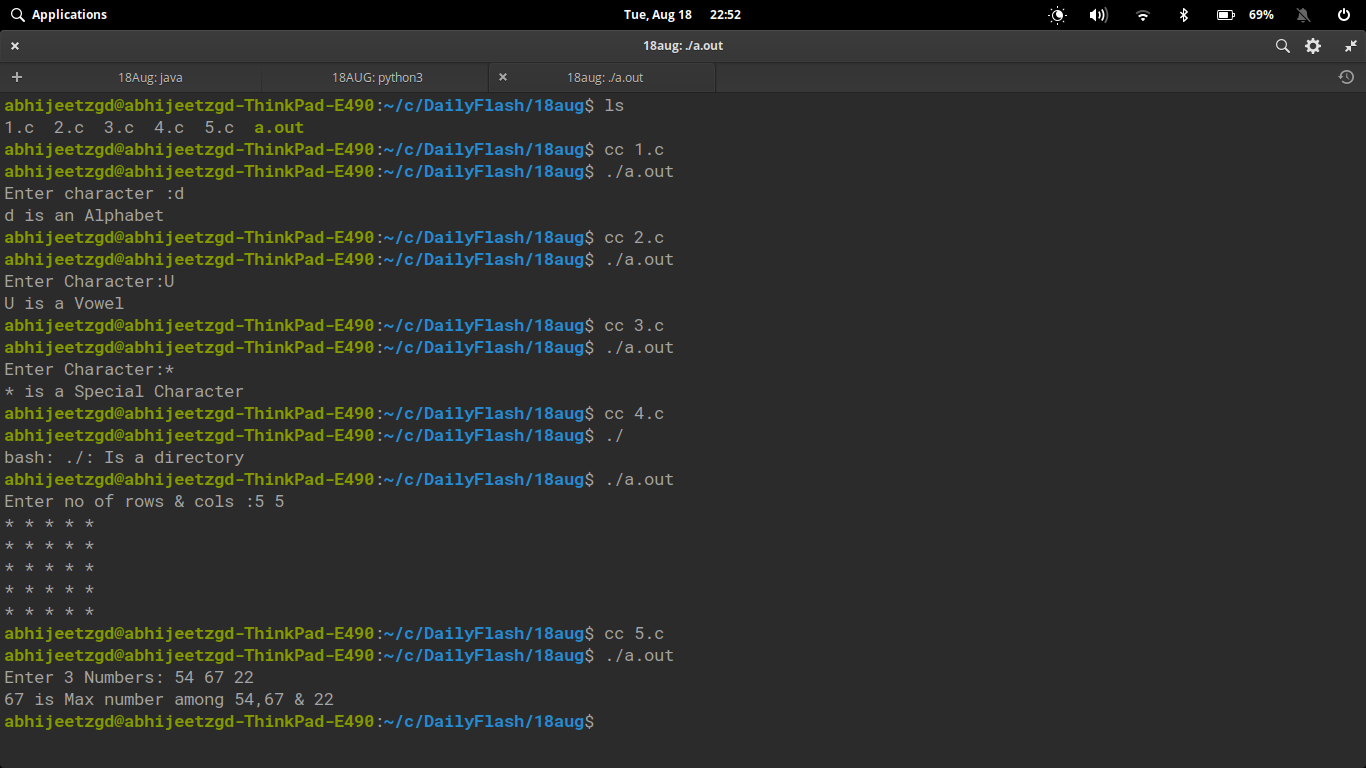 Applications
Tue, Aug 18 22:52
69%
18aug: ./a.out
18Aug: java
18AUG: python3
18aug: ./a.out
abhijeetzgd@abhijeetzgd-ThinkPad-E490:~/c/DailyFlash/18aug$ ls
1.c 2.c 3.c 4.c 5.c a.out
abhijeetzgd@abhijeetzgd-ThinkPad-E490:~/c/DailyFlash/18aug$ cc 1.c
abhijeetzgd@abhijeetzgd-ThinkPad-E490:~/c/DailyFlash/18aug$ ./a.out
Enter character :d
d is an Alphabet
abhijeetzgd@abhijeetzgd-ThinkPad-E490:~/c/DailyFlash/18aug$ cc 2.c
abhijeetzgd@abhijeetzgd-ThinkPad-E490:~/c/DailyFlash/18aug$ ./a.out
Enter Character:U
U is a Vowel
abhijeetzgd@abhijeetzgd-ThinkPad-E490:~/c/DailyFlash/18aug$ cc 3.c
abhijeetzgd@abhijeetzgd-ThinkPad-E490:~/c/DailyFlash/18aug$ ./a.out
Enter Character:*
* is a Special Character
abhijeetzgd@abhijeetzgd-ThinkPad-E490:~/c/DailyFlash/18aug$ cc 4.c
abhijeetzgd@abhijeetzgd-ThinkPad-E490:~/c/DailyFlash/18aug$ ./
bash: ./: Is a directory
abhijeetzgd@abhijeetzgd-ThinkPad-E490:~/c/DailyFlash/18aug$ ./a.out
Enter no of rows & cols :5 5
* * * * *
* * * * *
* * * * *
* * * * *
* * * * *
abhijeetzgd@abhijeetzgd-ThinkPad-E490:~/c/DailyFlash/18aug$ cc 5.c
abhijeetzgd@abhijeetzgd-ThinkPad-E490:~/c/DailyFlash/18aug$ ./a.out
Enter 3 Numbers: 54 67 22
67 is Max number among 54,67 & 22
abhijeetzgd@abhijeetzgd-ThinkPad-E490:~/c/DailyFlash/18aug$